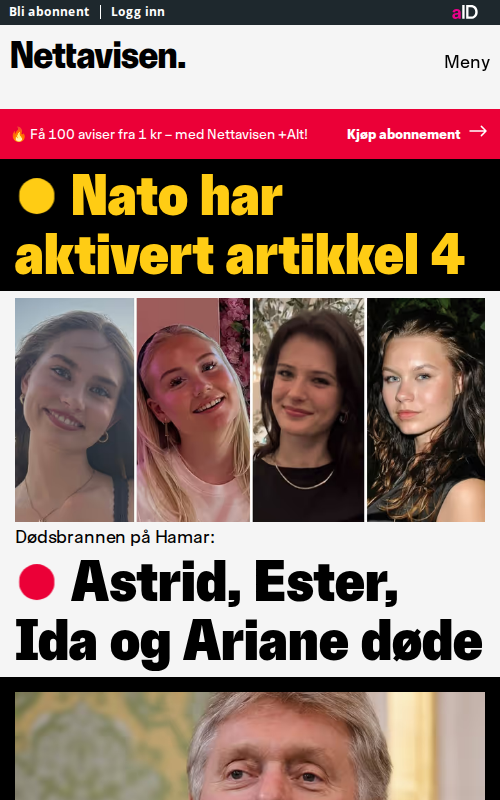 Bli abonnent | Logg inn
aID
Nettavisen.
Meny
🔥 Få 100 aviser fra 1 kr – med Nettavisen +Alt!
Kjøp abonnement →
Nato har
aktivert artikkel 4
Dødsbrannen på Hamar:
Astrid, Ester,
Ida og Ariane døde